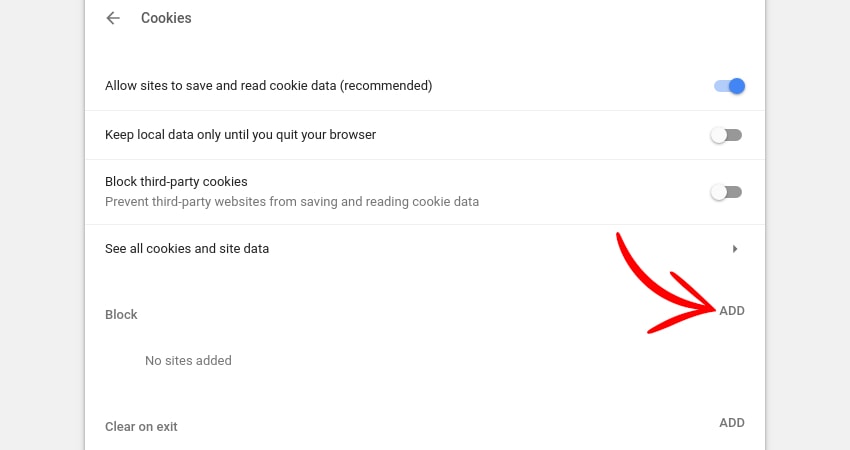 Cookies
Allow sites to save and read cookie data (recommended)
Keep local data only until you quit your browser
Block third-party cookies
Prevent third-party websites from saving and reading cookie data
See all cookies and site data
Block ADD
No sites added
Clear on exit ADD